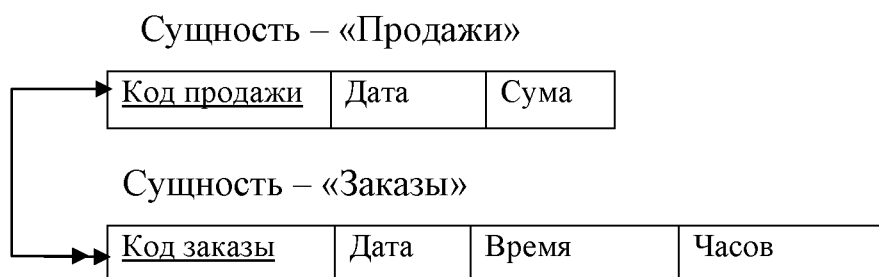 Сущность – «Продажи»
Код продажи Дата Сума
Сущность – «Заказы»
Код заказы Дата Время Часов